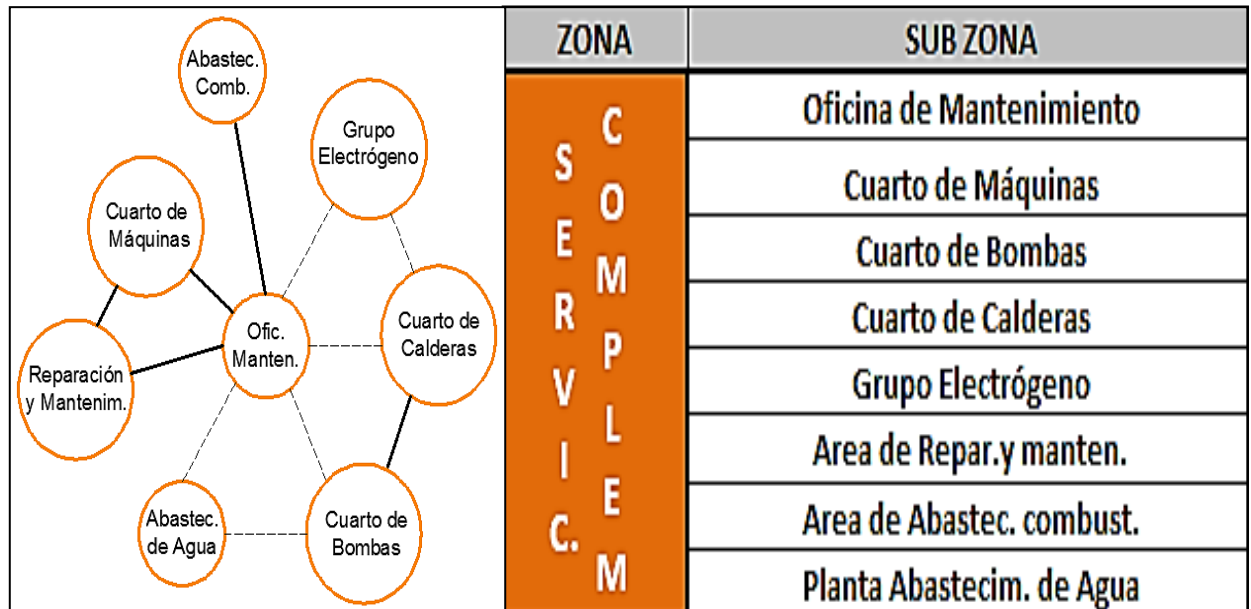 Abastec.
Comb.
Grupo
Electrógeno
Cuarto de
Máquinas
Ofic.
Manten.
Cuarto de
Calderas
Reparación
y Mantenim.
Abastec.
de Agua
Cuarto de
Bombas
ZONA
SUB ZONA
SERVIC.
COMPLEM
Oficina de Mantenimiento
Cuarto de Máquinas
Cuarto de Bombas
Cuarto de Calderas
Grupo Electrógeno
Area de Repar.y manten.
Area de Abastec. combust.
Planta Abastecim. de Agua